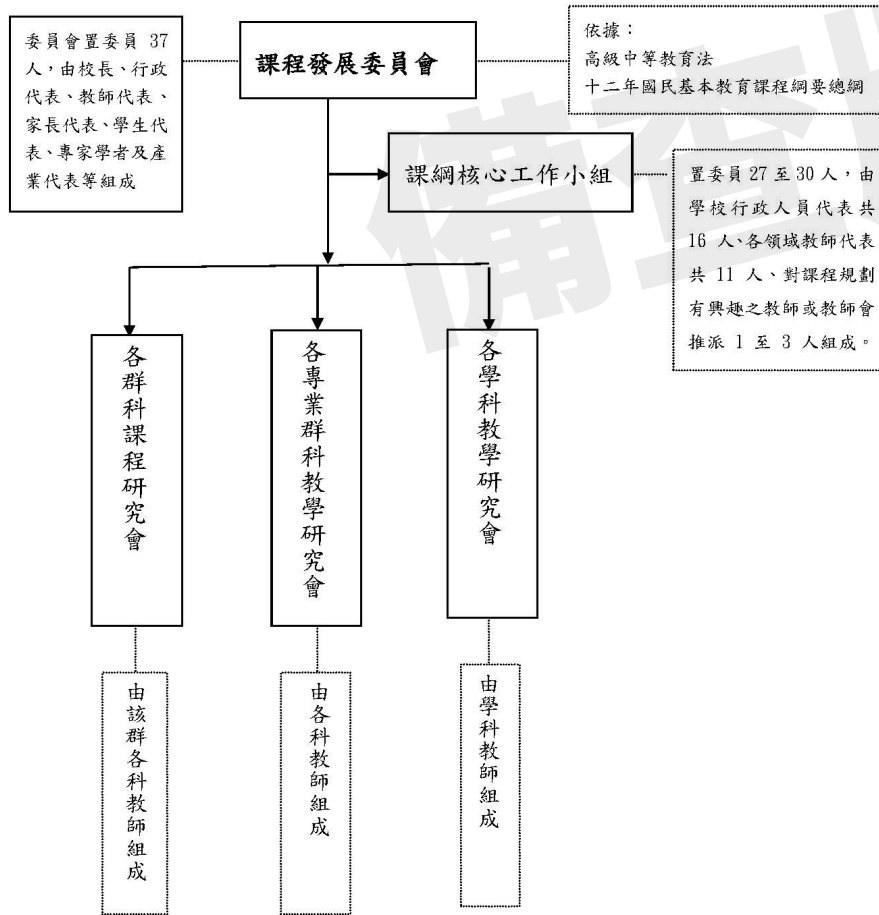 委員會置委員 37
人，由校長、行政
代表、教師代表、
家長代表、學生代
表、專家學者及產
業代表等組成
課程發展委員會
依據：
高級中等教育法
十二年國民基本教育課程綱要總綱
課綱核心工作小組
置委員 27 至 30 人，由
學校行政人員代表共
16 人、各領域教師代表
共 11 人、對課程規劃
有興趣之教師或教師會
推派 1 至 3 人組成。
各群科課程研究會
各專業群科教學研究會
各學科教學研究會
由該群各科教師組成
由各科教師組成
由學科教師組成
備查